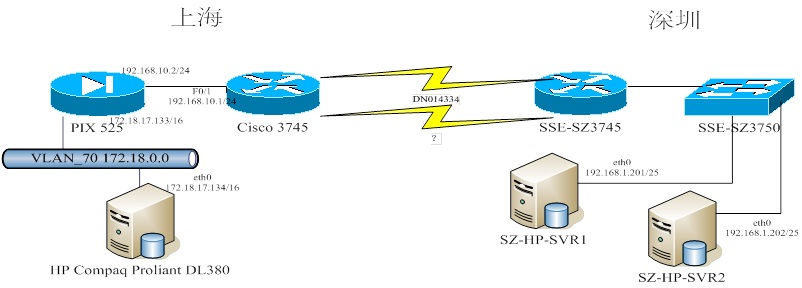 上海
深圳
192.168.10.2/24
F0/1
192.168.10.1/24
DN014334
172.18.17.133/16
PIX 525
Cisco 3745
SSE-SZ3745
SSE-SZ3750
?
VLAN_70 172.18.0.0
eth0
172.18.17.134/16
eth0
192.168.1.201/25
HP Compaq Proliant DL380
SZ-HP-SVR1
eth0
192.168.1.202/25
SZ-HP-SVR2